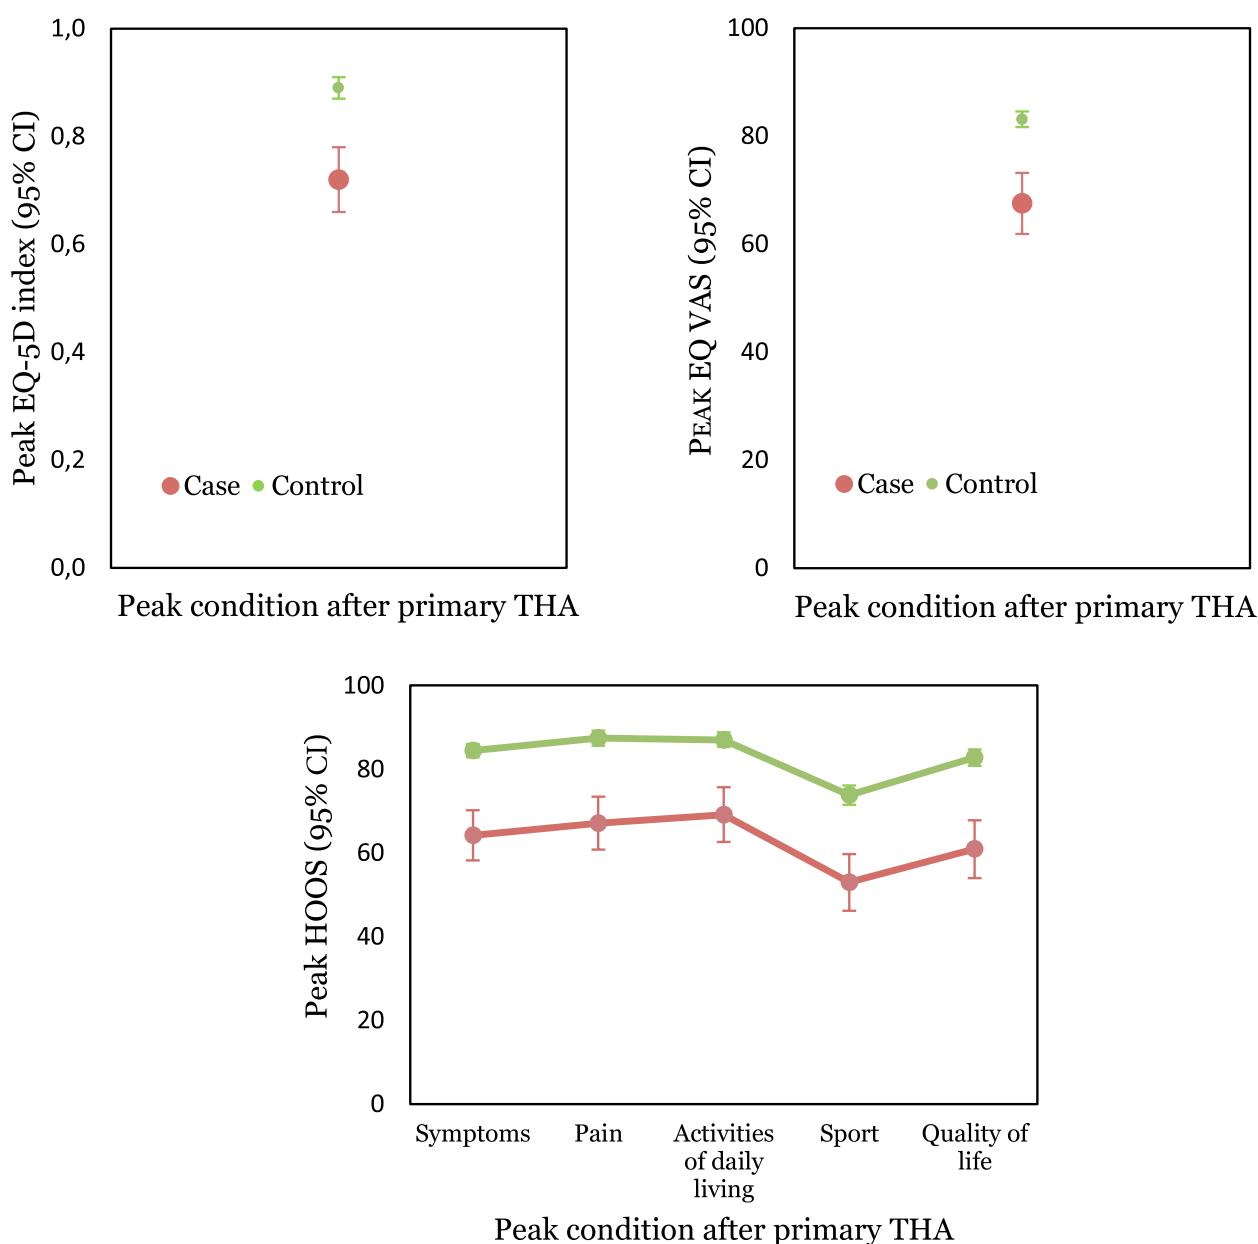 Peak EQ-5D index (95% CI)
1,0
0,8
0,6
0,4
0,2
0,0
Case
Control
Peak condition after primary THA
PEAK EQ VAS (95% CI)
100
80
60
40
20
0
Case
Control
Peak condition after primary THA
Peak HOOS (95% CI)
100
80
60
40
20
0
Symptoms
Pain
Activities
of daily
living
Sport
Quality of
life
Peak condition after primary THA